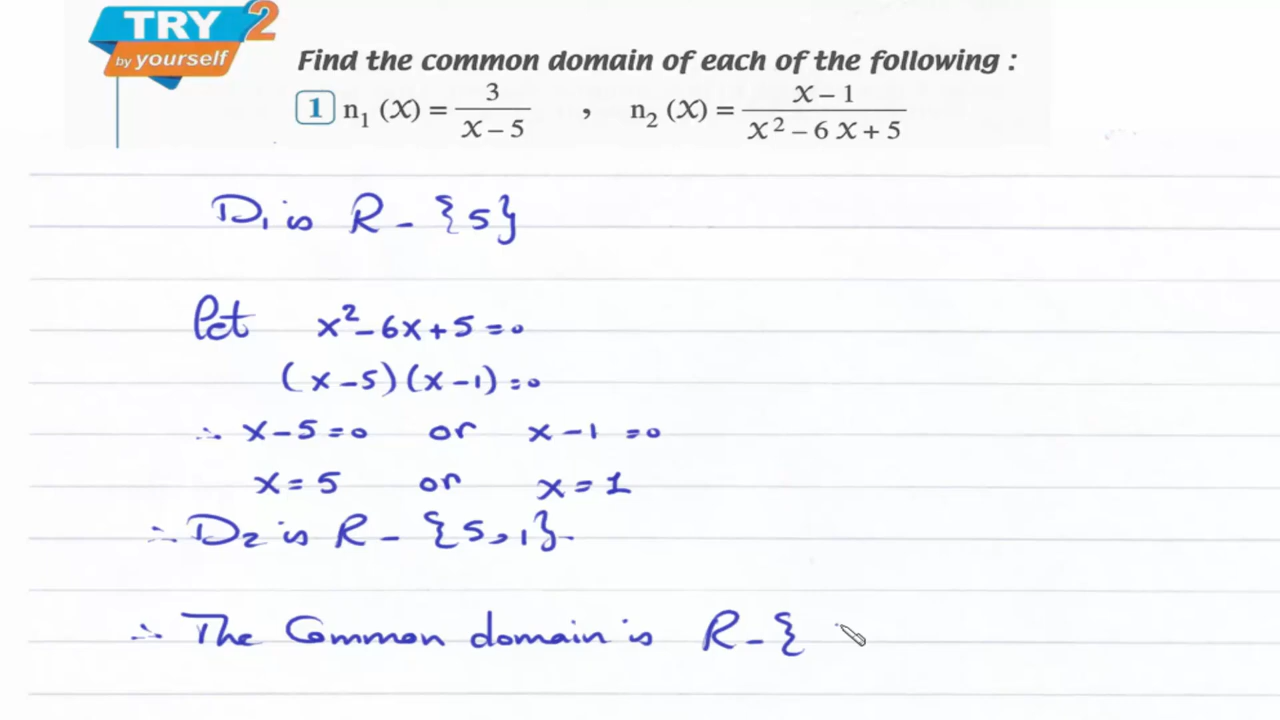 TRY 2
by yourself
Find the common domain of each of the following :
1 n₁ (X) = 3 / (X – 5) , n₂ (X) = (X – 1) / (X² – 6 X + 5)
D₁ is R - {5}
Let x² - 6x + 5 = 0
(x - 5)(x - 1) = 0
∴ x - 5 = 0 or x - 1 = 0
x = 5 or x = 1
∴ D₂ is R - {5, 1}.
∴ The Common domain is R - {